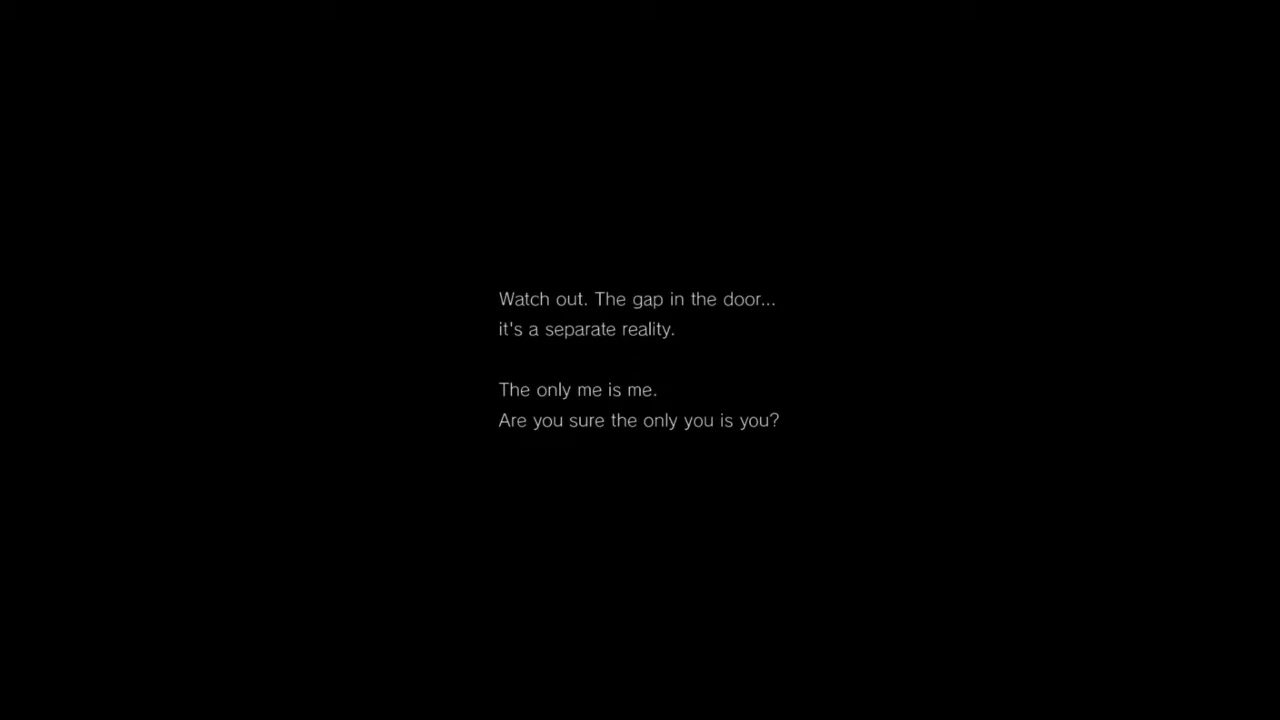 Watch out. The gap in the door...
it's a separate reality.
The only me is me.
Are you sure the only you is you?